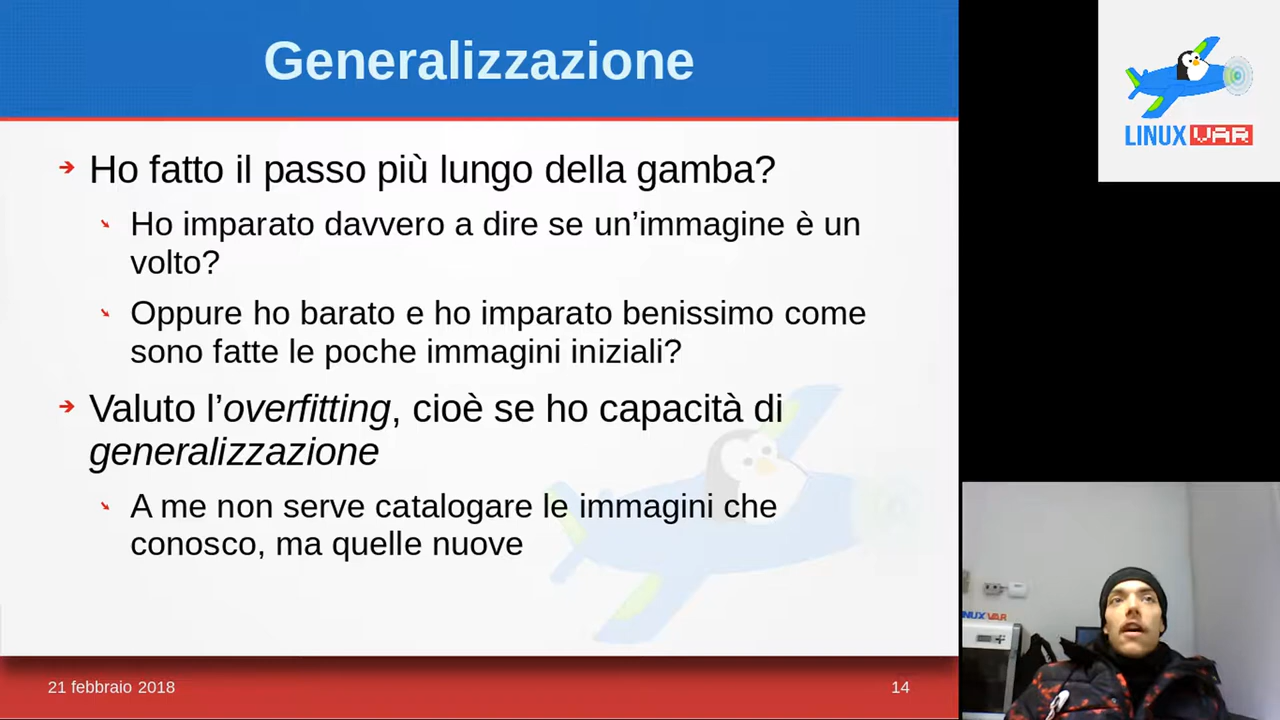 Generalizzazione
Ho fatto il passo più lungo della gamba?
Ho imparato davvero a dire se un’immagine è un
volto?
Oppure ho barato e ho imparato benissimo come
sono fatte le poche immagini iniziali?
Valuto l’overfitting, cioè se ho capacità di
generalizzazione
A me non serve catalogare le immagini che
conosco, ma quelle nuove
21 febbraio 2018
14
LINUX VAR
LINUX VAR